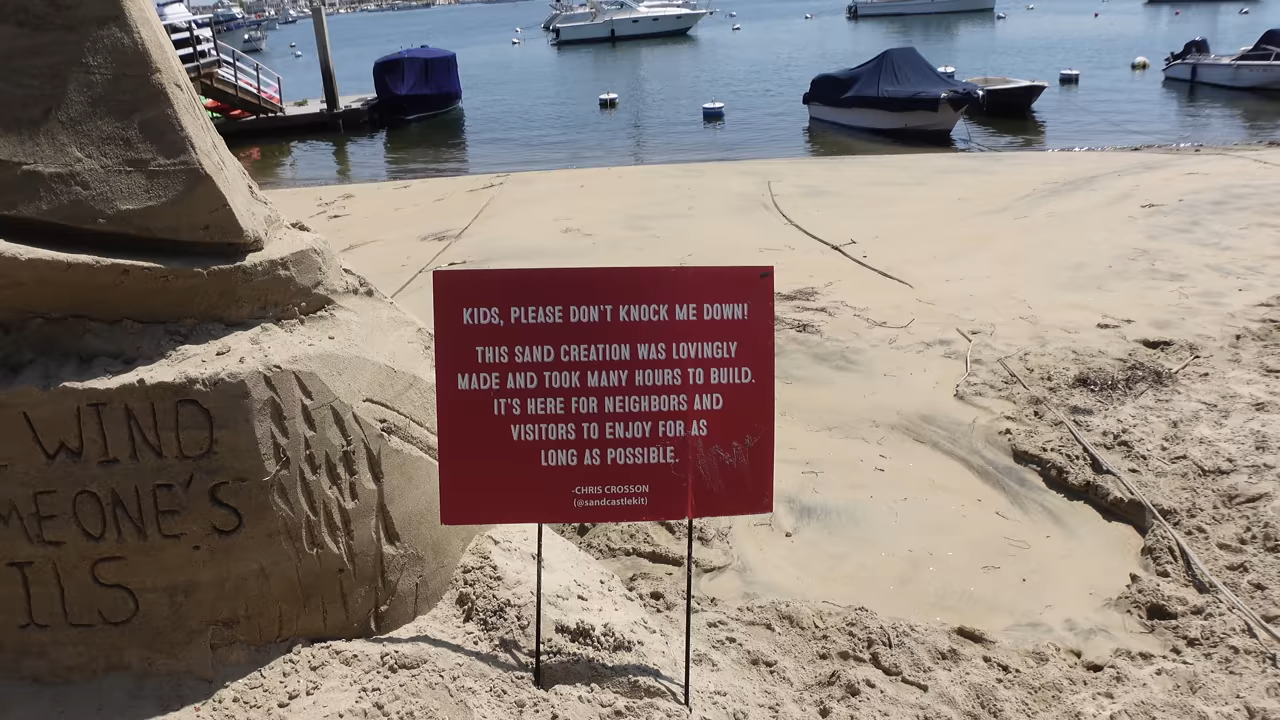 WIND
MEONE'S
ILS
KIDS, PLEASE DON'T KNOCK ME DOWN!
THIS SAND CREATION WAS LOVINGLY
MADE AND TOOK MANY HOURS TO BUILD.
IT'S HERE FOR NEIGHBORS AND
VISITORS TO ENJOY FOR AS
LONG AS POSSIBLE.
-CHRIS CROSSON
(@sandcastlekit)